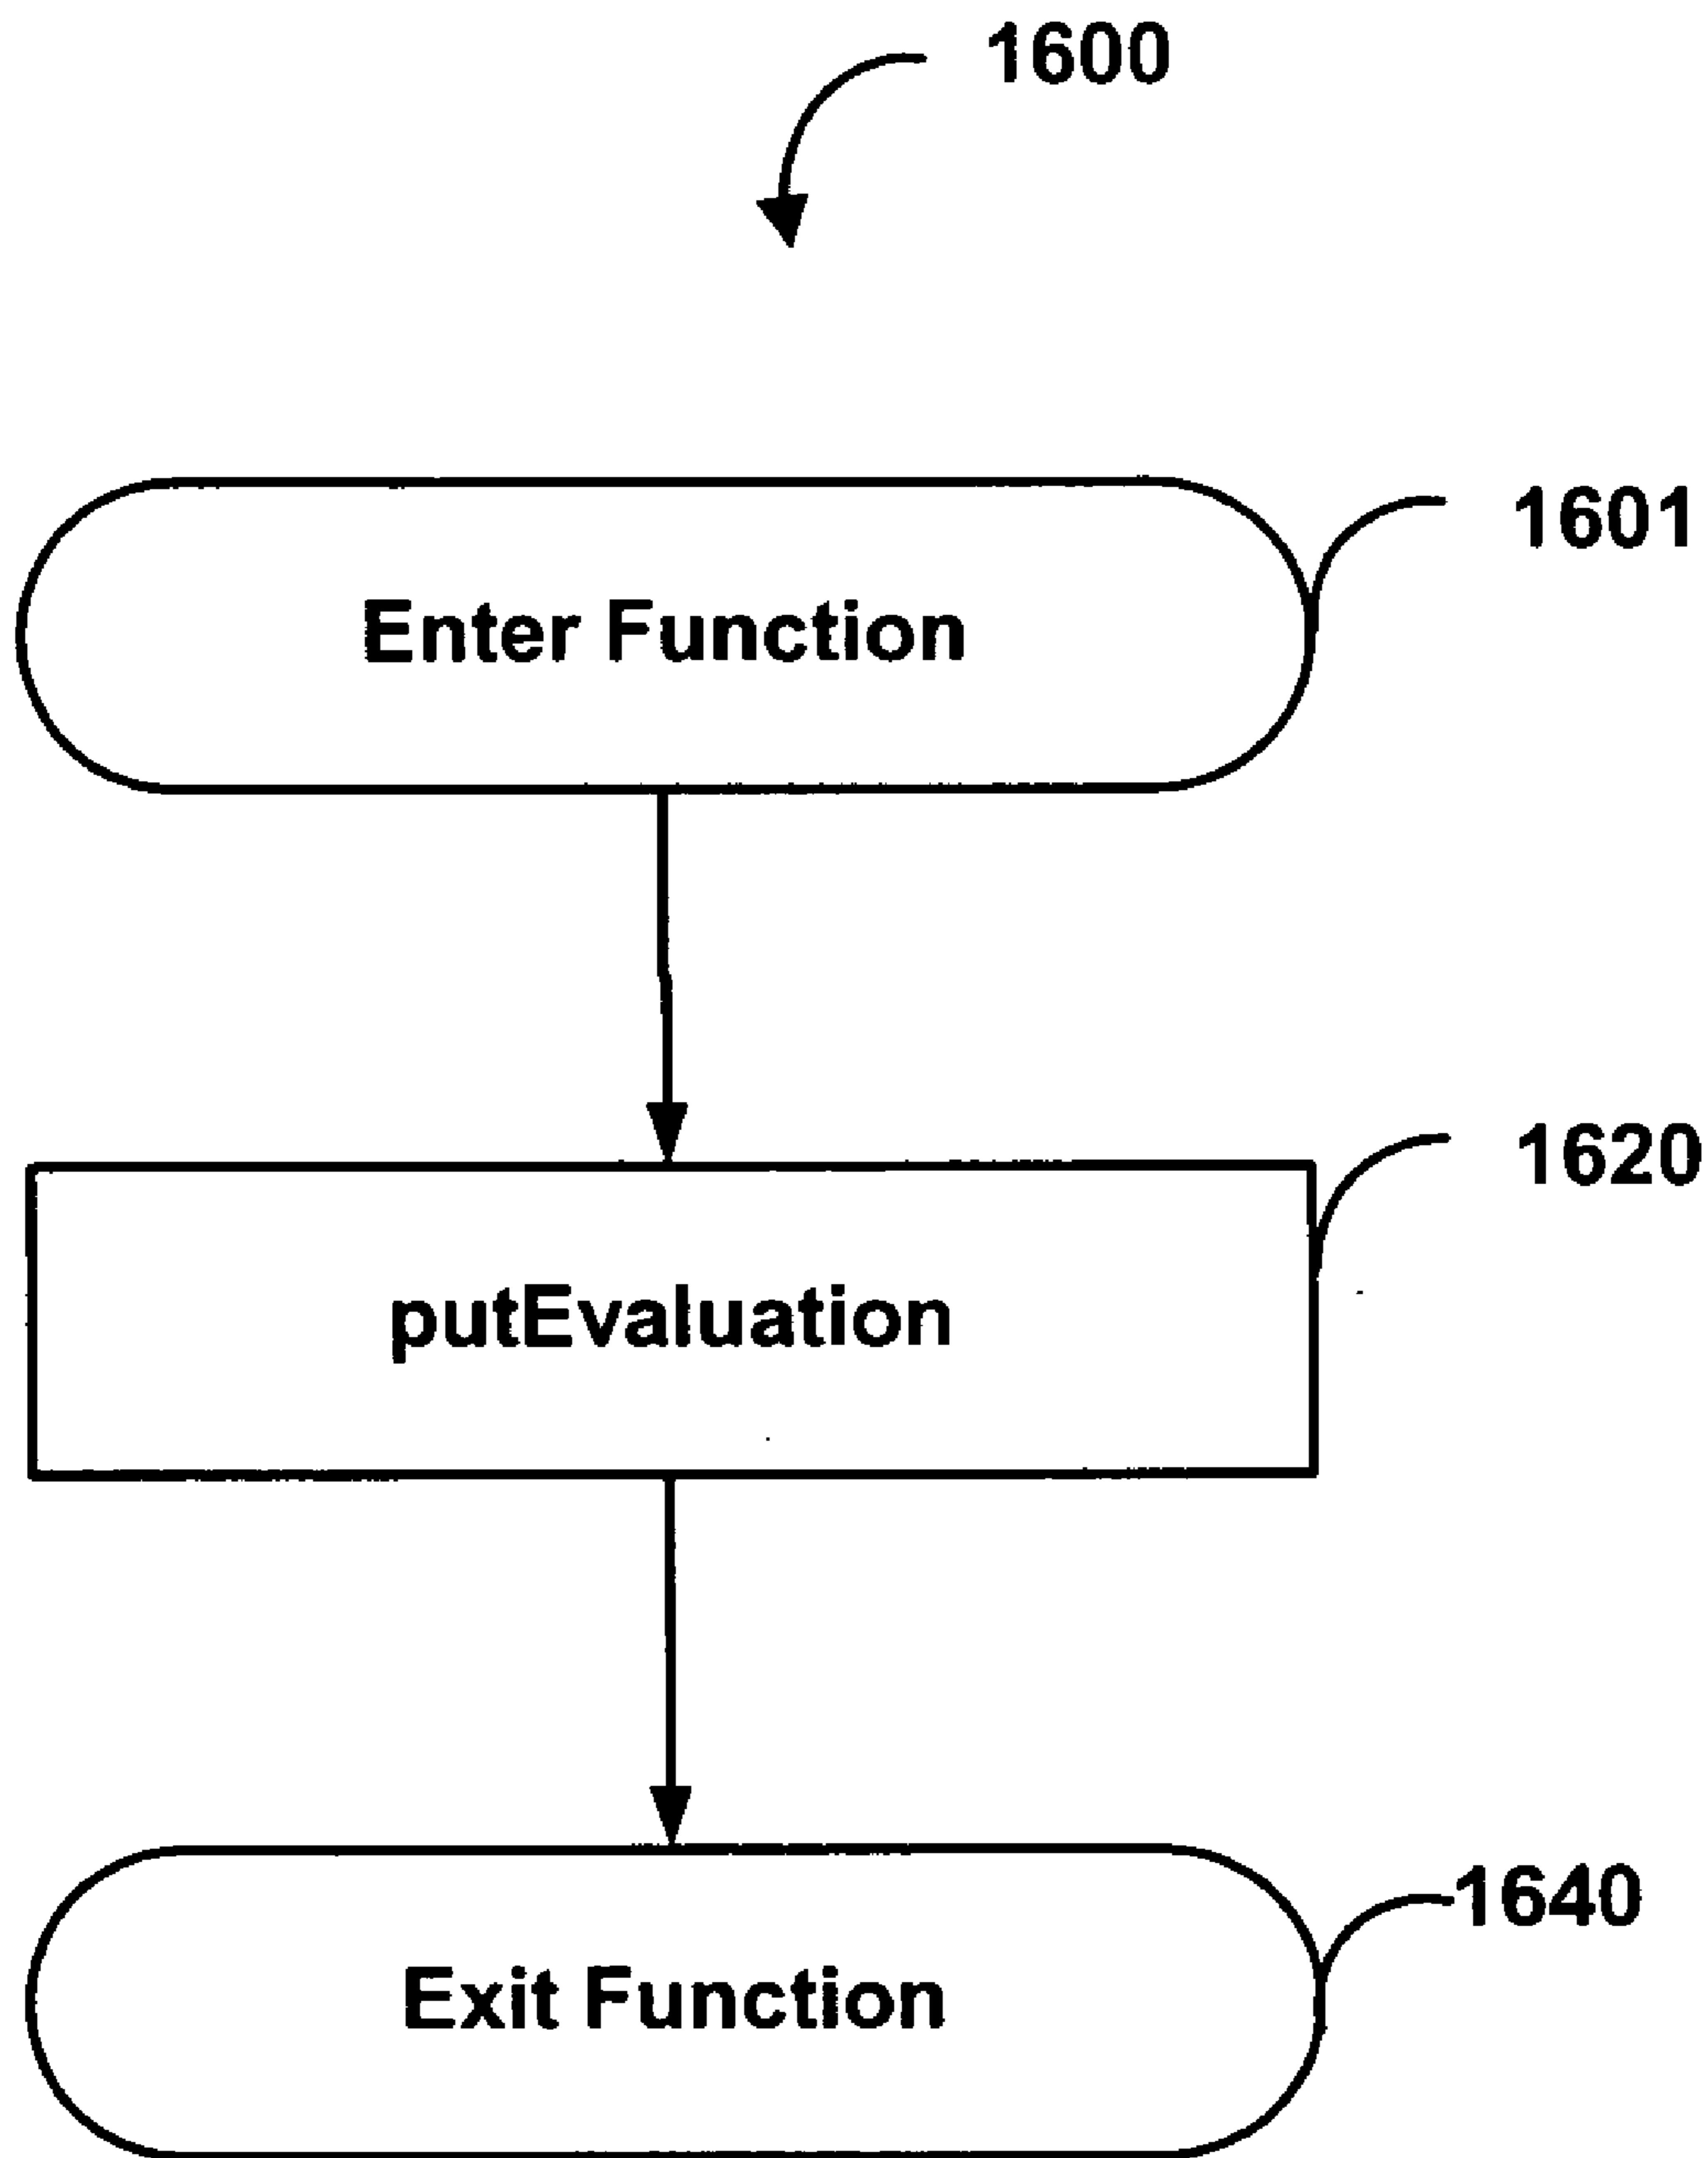 1600
1601
Enter Function
1620
putEvaluation
1640
Exit Function